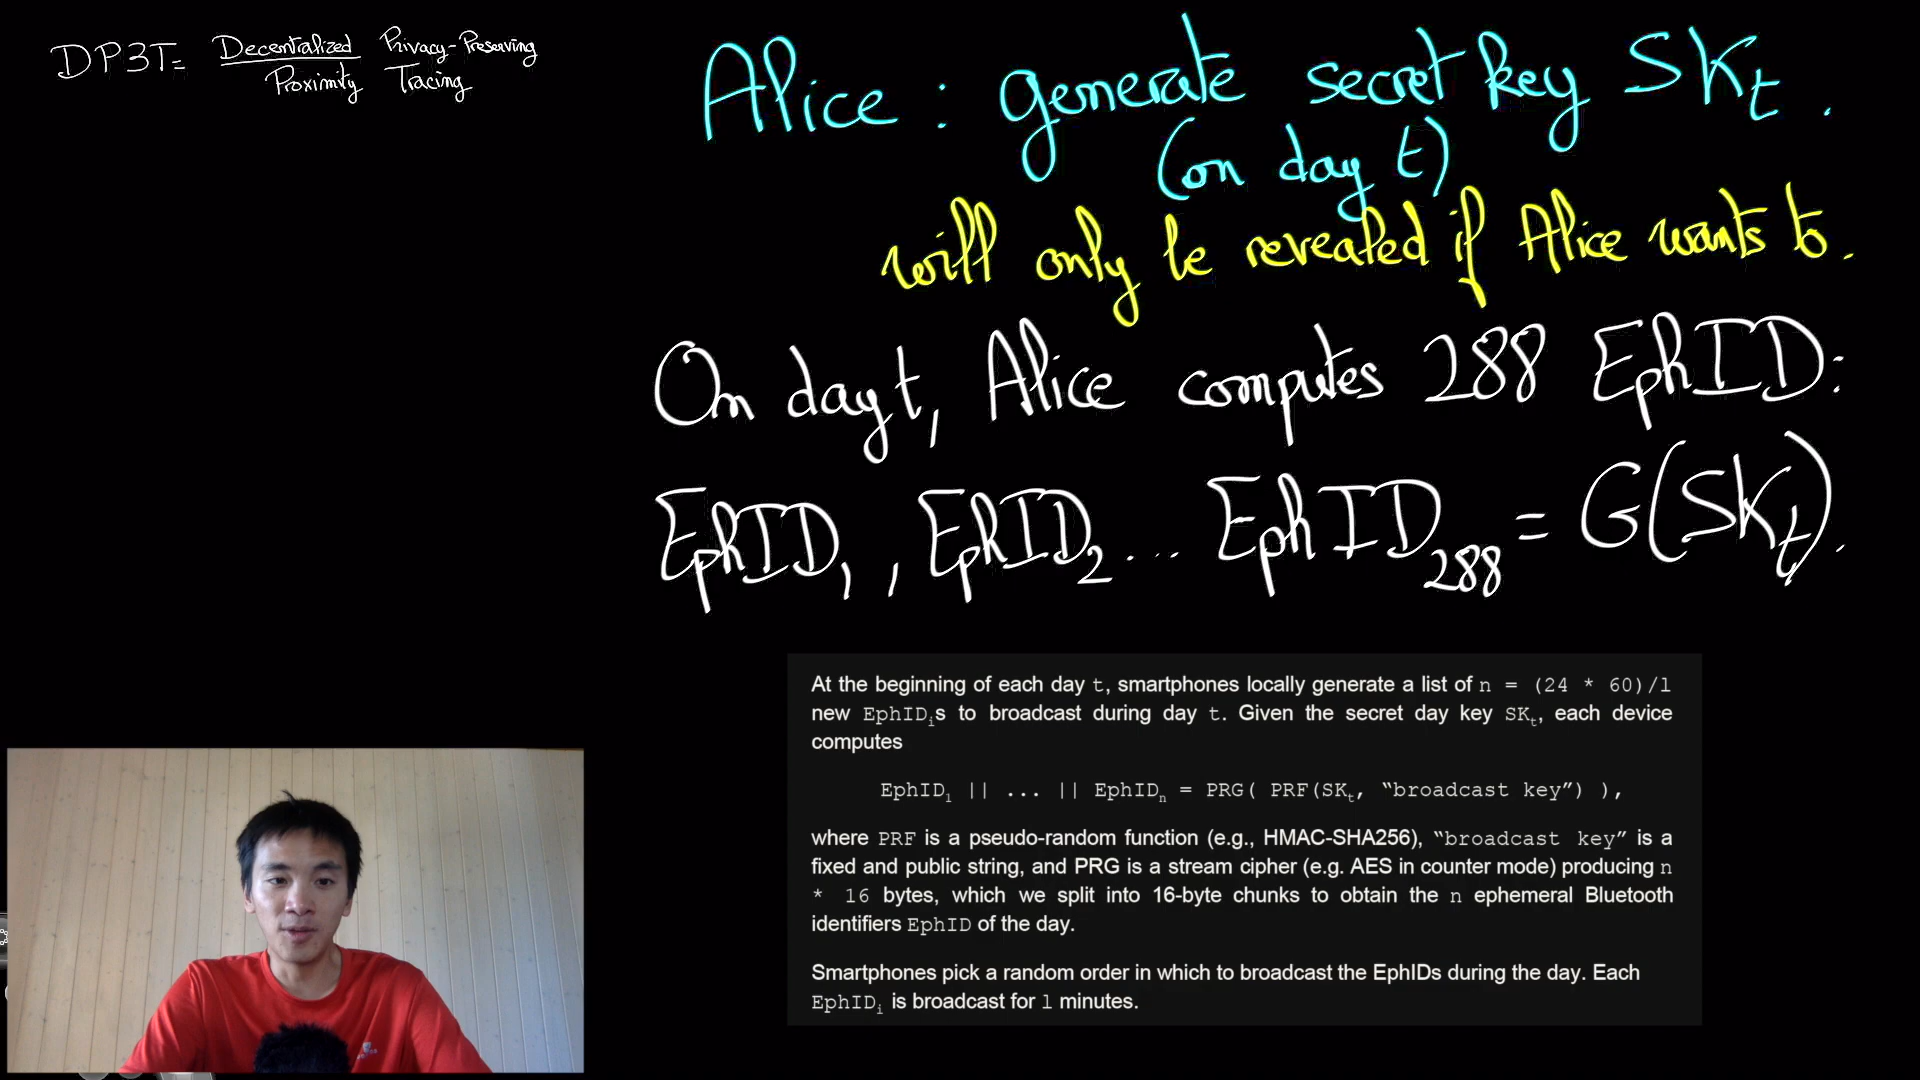 DP3T = Decentralized Privacy-Preserving
Proximity Tracing
Alice : generate secret key SKt .
(on day t)
will only be revealed if Alice wants to.
On day t, Alice computes 288 EphID:
EphID1 , EphID2 ... EphID288 = G(SKt).
At the beginning of each day t, smartphones locally generate a list of n = (24 * 60)/l
new EphIDis to broadcast during day t. Given the secret day key SKt, each device
computes
EphID1 || ... || EphIDn = PRG( PRF(SKt, “broadcast key”) ),
where PRF is a pseudo-random function (e.g., HMAC-SHA256), “broadcast key” is a
fixed and public string, and PRG is a stream cipher (e.g. AES in counter mode) producing n
* 16 bytes, which we split into 16-byte chunks to obtain the n ephemeral Bluetooth
identifiers EphID of the day.
Smartphones pick a random order in which to broadcast the EphIDs during the day. Each
EphIDi is broadcast for l minutes.